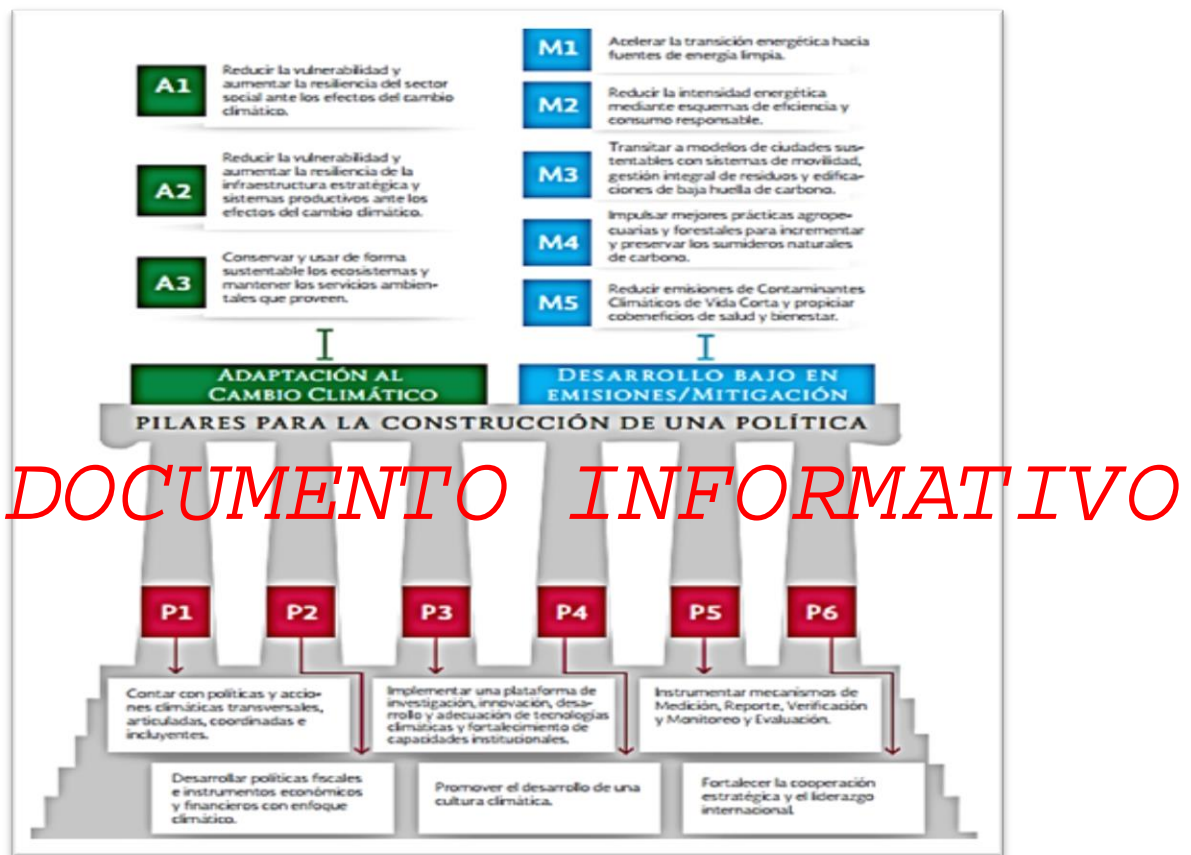 A1
Reducir la vulnerabilidad y
aumentar la resiliencia del sector
social ante los efectos del cambio
climático.
A2
Reducir la vulnerabilidad y
aumentar la resiliencia de la
infraestructura estratégica y
sistemas productivos ante los
efectos del cambio climático.
A3
Conservar y usar de forma
sustentable los ecosistemas y
mantener los servicios ambien-
tales que proveen.
M1
Acelerar la transición energética hacia
fuentes de energía limpia.
M2
Reducir la intensidad energética
mediante esquemas de eficiencia y
consumo responsable.
M3
Transitar a modelos de ciudades sus-
tentables con sistemas de movilidad,
gestión integral de residuos y edifica-
ciones de baja huella de carbono.
M4
Impulsar mejores prácticas agrope-
cuarias y forestales para incrementar
y preservar los sumideros naturales
de carbono.
M5
Reducir emisiones de Contaminantes
Climáticos de Vida Corta y propiciar
cobeneficios de salud y bienestar.
ADAPTACIÓN AL
CAMBIO CLIMÁTICO
DESARROLLO BAJO EN
EMISIONES/MITIGACIÓN
PILARES PARA LA CONSTRUCCIÓN DE UNA POLÍTICA
DOCUMENTO INFORMATIVO
P1
P2
P3
P4
P5
P6
Contar con políticas y accio-
nes climáticas transversales,
articuladas, coordinadas e
incluyentes.
Implementar una plataforma de
investigación, innovación, desa-
rrollo y adecuación de tecnologías
climáticas y fortalecimiento de
capacidades institucionales.
Instrumentar mecanismos de
Medición, Reporte, Verificación
y Monitoreo y Evaluación.
Desarrollar políticas fiscales
e instrumentos económicos
y financieros con enfoque
climático.
Promover el desarrollo de una
cultura climática.
Fortalecer la cooperación
estratégica y el liderazgo
internacional.